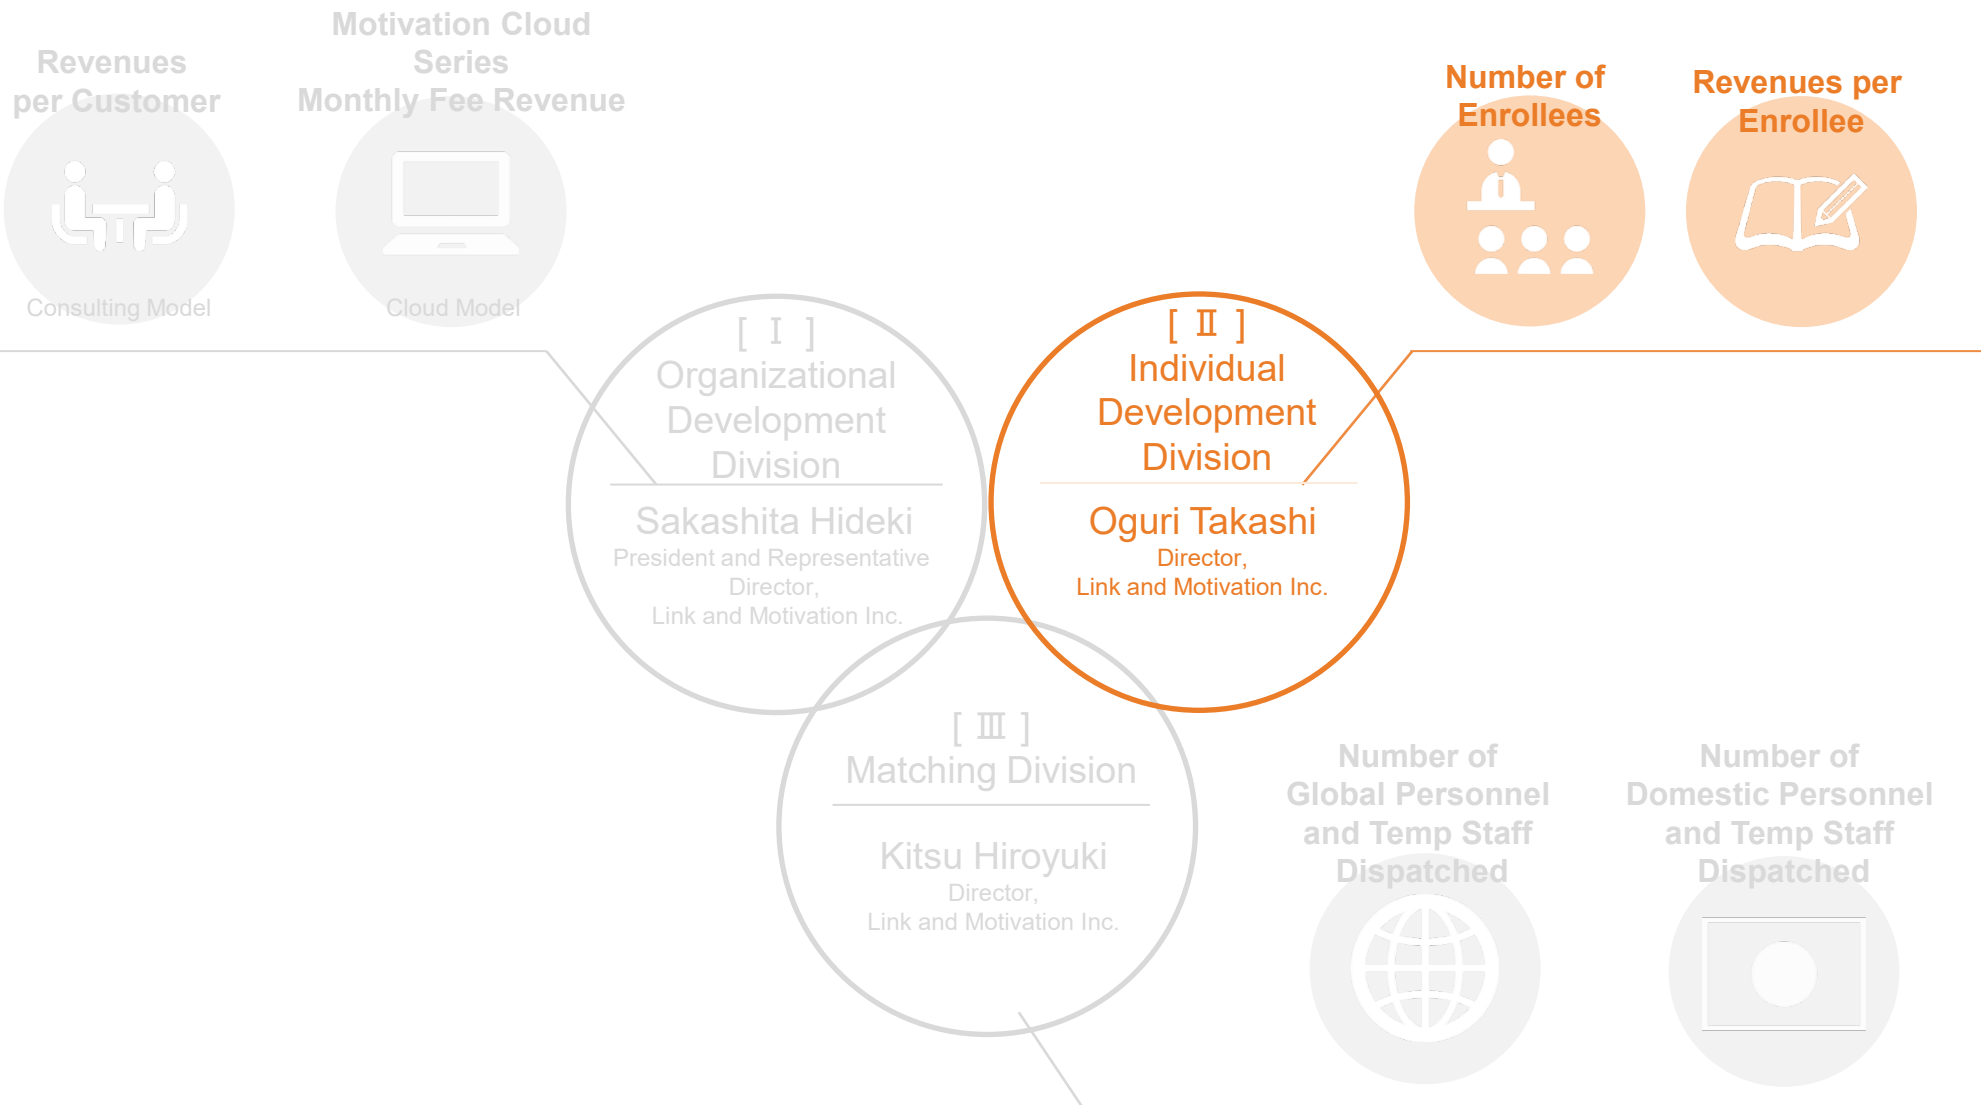 Revenues
per Customer
Consulting Model
Motivation Cloud
Series
Monthly Fee Revenue
Cloud Model
Number of
Enrollees
Revenues per
Enrollee
[ Ⅰ ]
Organizational
Development
Division
Sakashita Hideki
President and Representative
Director,
Link and Motivation Inc.
[ Ⅱ ]
Individual
Development
Division
Oguri Takashi
Director,
Link and Motivation Inc.
[ Ⅲ ]
Matching Division
Kitsu Hiroyuki
Director,
Link and Motivation Inc.
Number of
Global Personnel
and Temp Staff
Dispatched
Number of
Domestic Personnel
and Temp Staff
Dispatched